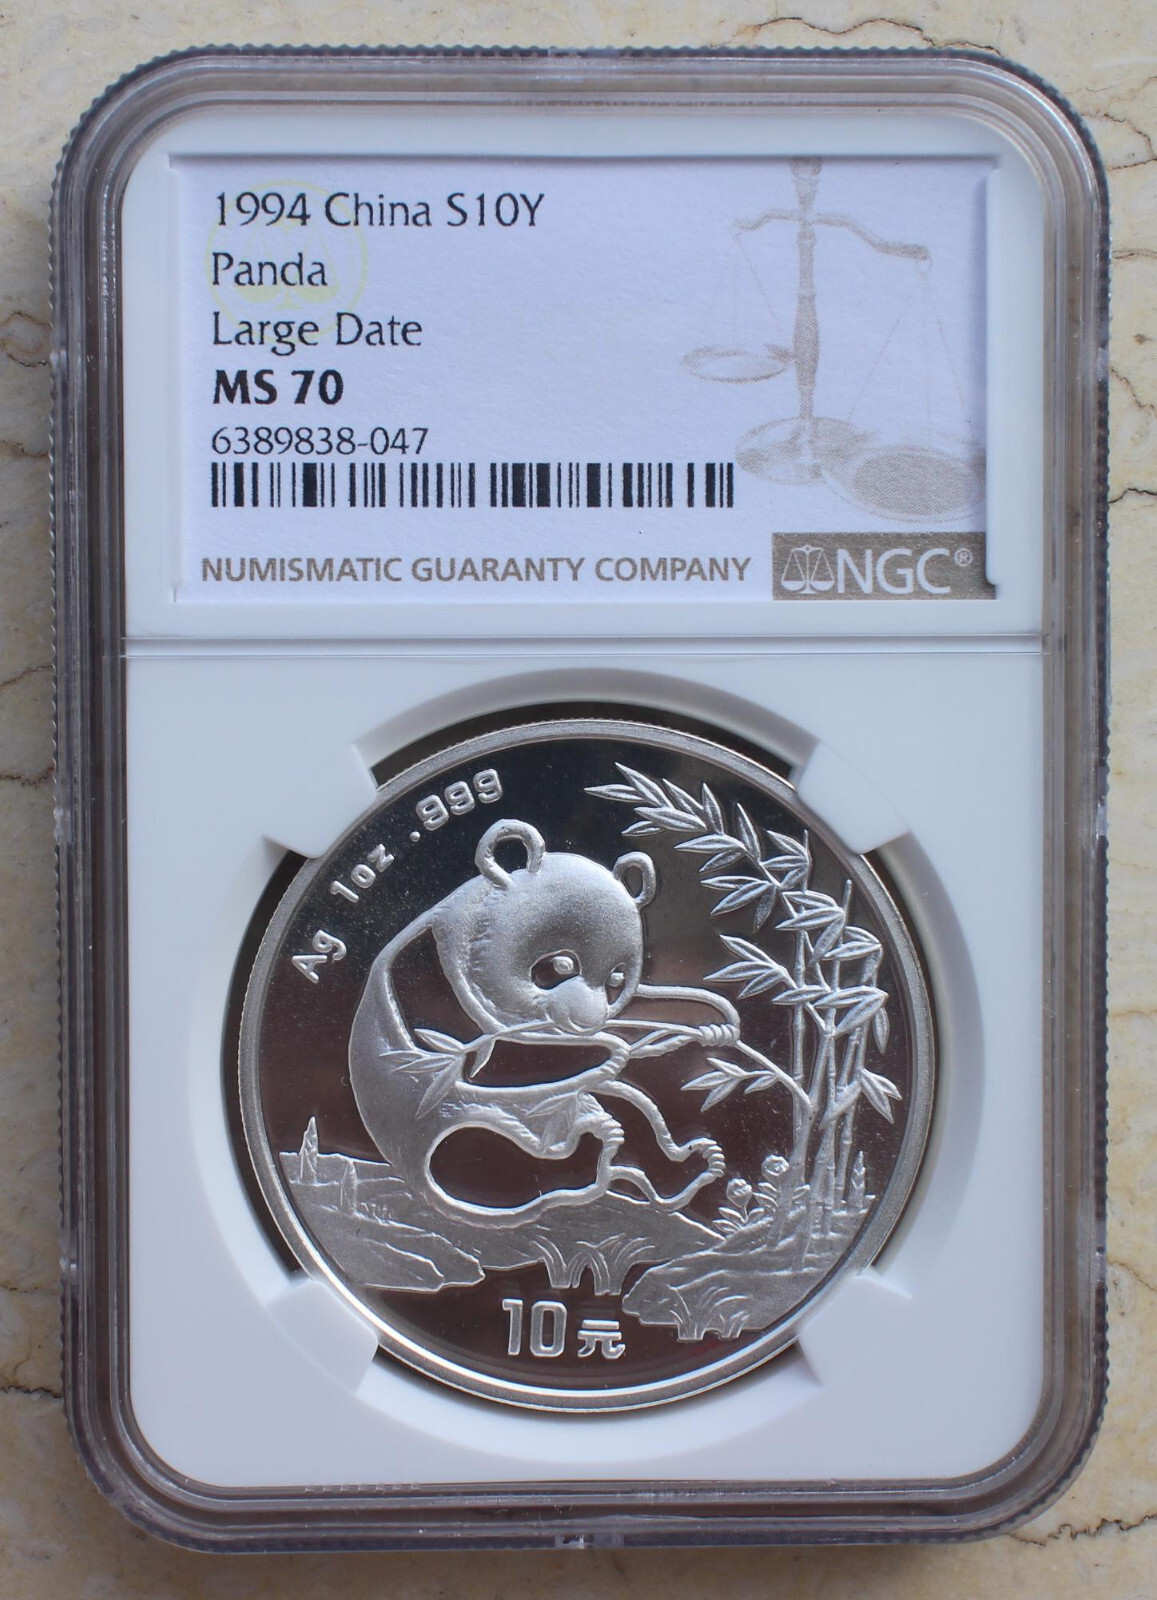 1994 China S10Y
Panda
Large Date
MS 70
6389838-047
NUMISMATIC GUARANTY COMPANY
NGC®
Ag 1oz .999
10元